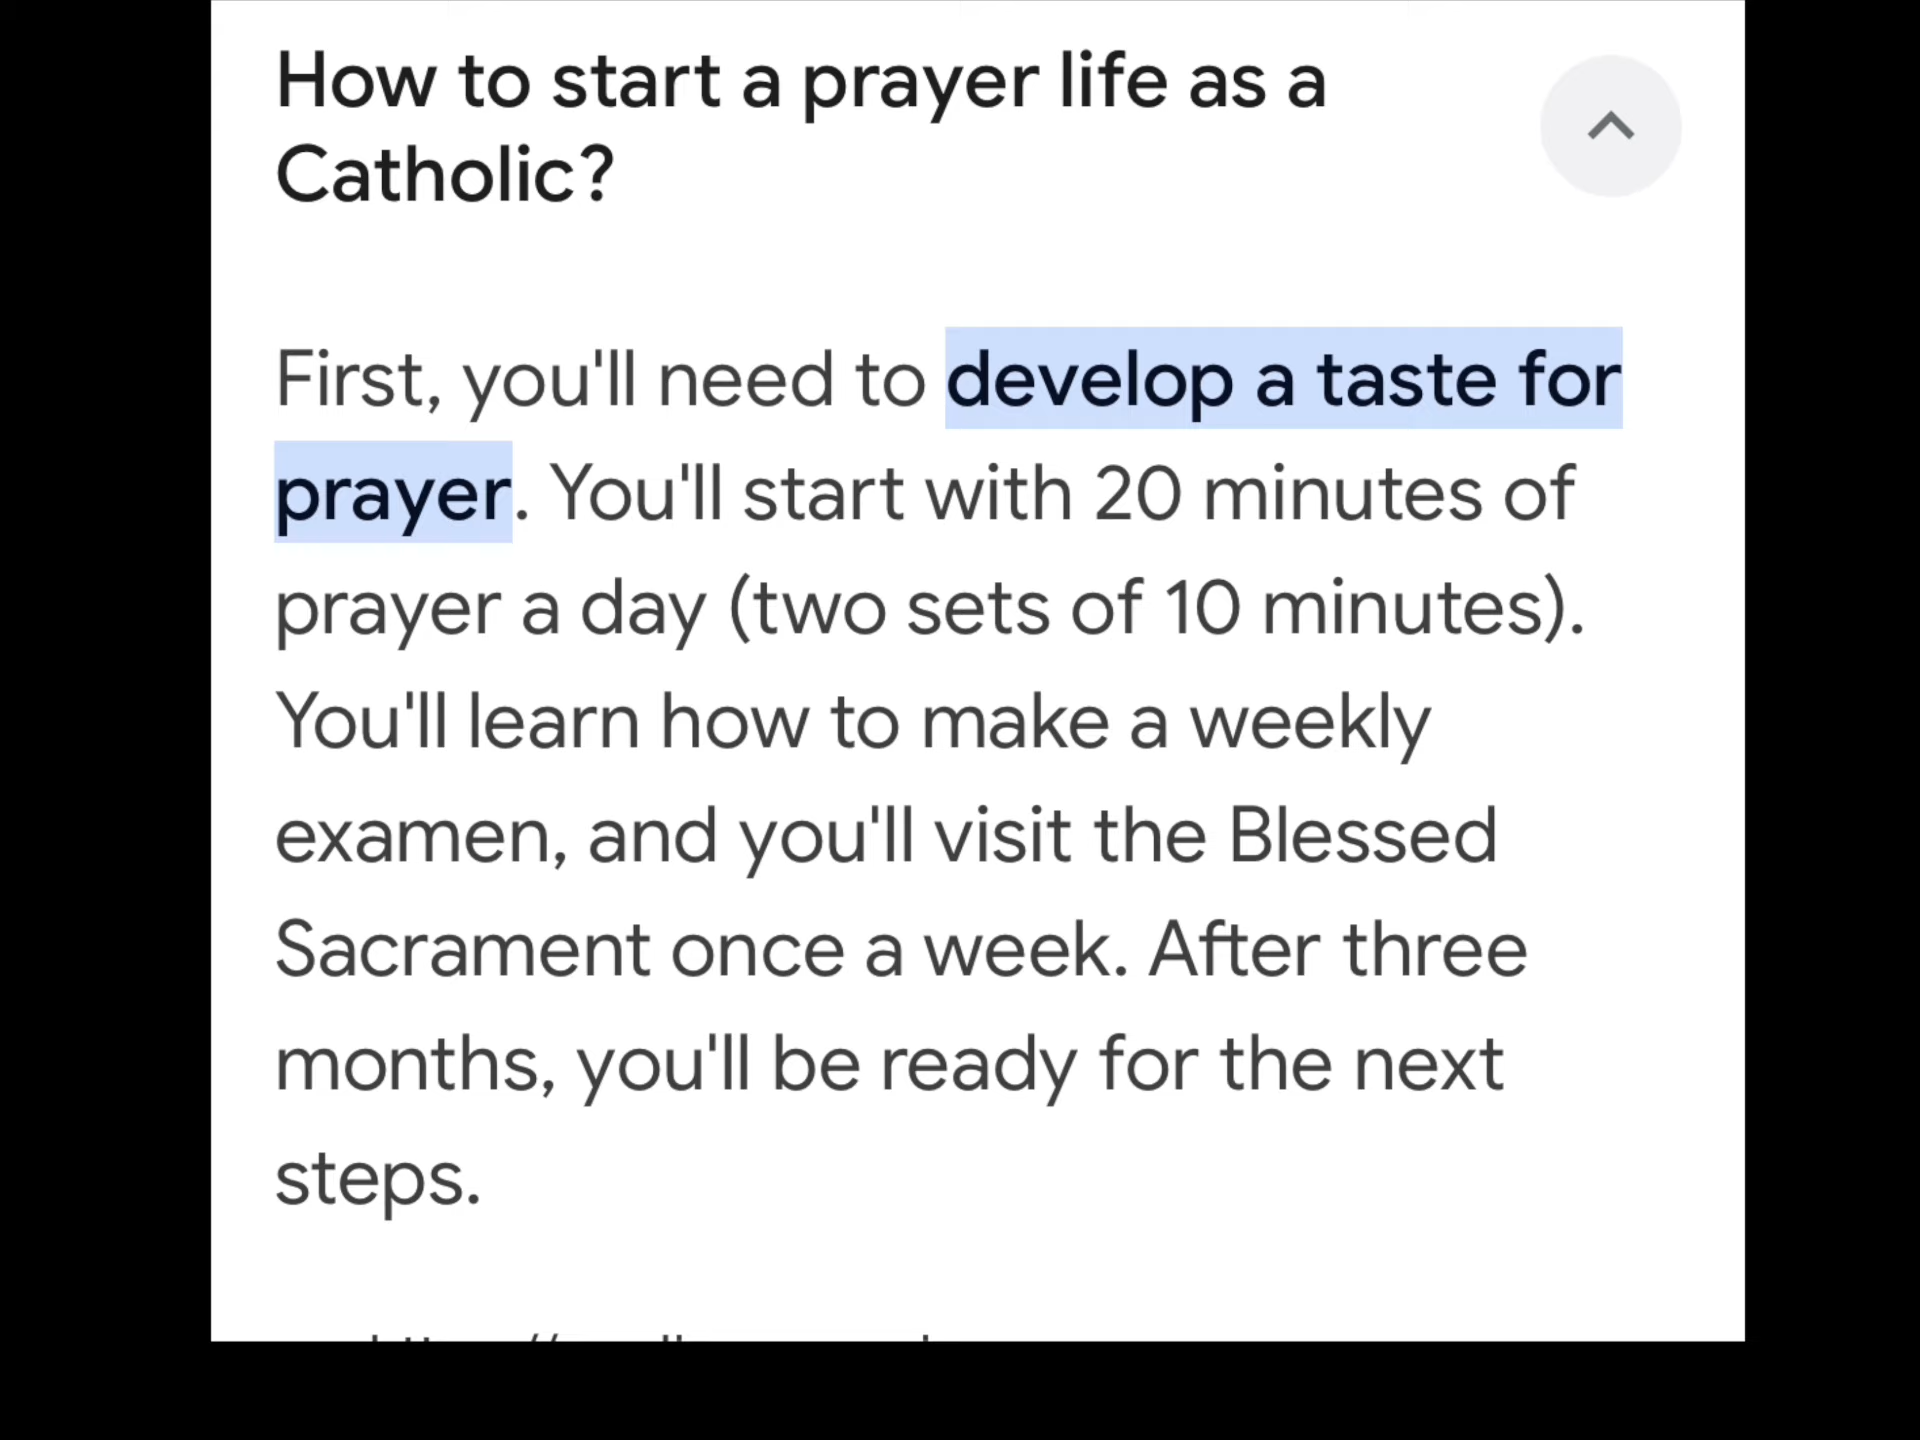 How to start a prayer life as a
Catholic?
First, you'll need to develop a taste for
prayer. You'll start with 20 minutes of
prayer a day (two sets of 10 minutes).
You'll learn how to make a weekly
examen, and you'll visit the Blessed
Sacrament once a week. After three
months, you'll be ready for the next
steps.